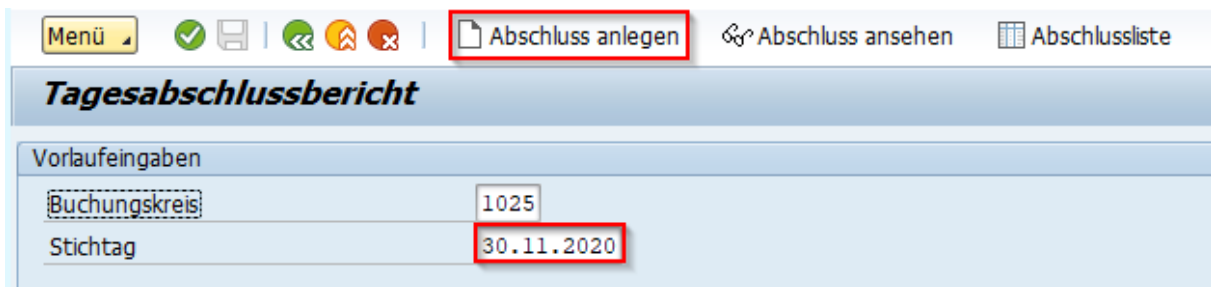 Menü Abschluss anlegen Abschluss ansehen Abschlussliste
Tagesabschlussbericht
Vorlaufeingaben
Buchungskreis 1025
Stichtag 30.11.2020